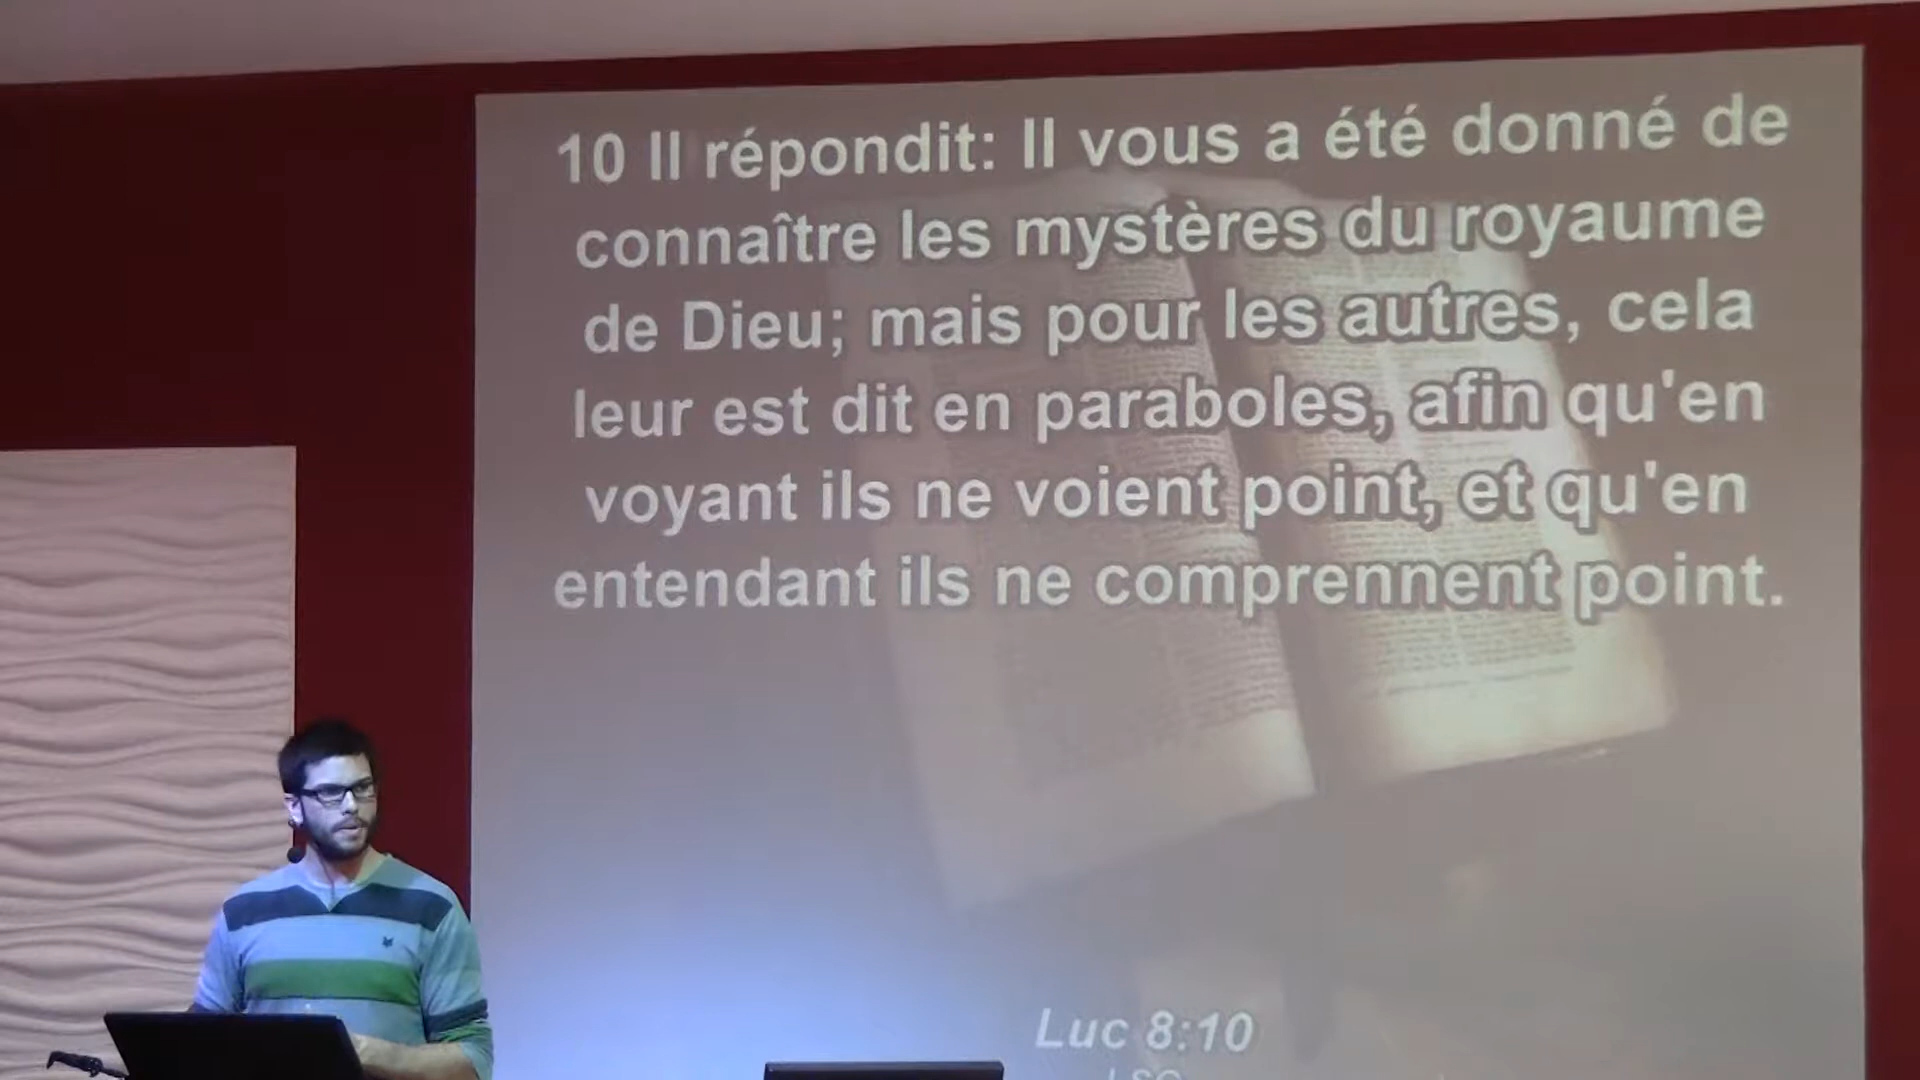 10 Il répondit: Il vous a été donné de
connaître les mystères du royaume
de Dieu; mais pour les autres, cela
leur est dit en paraboles, afin qu'en
voyant ils ne voient point, et qu'en
entendant ils ne comprennent point.
Luc 8:10